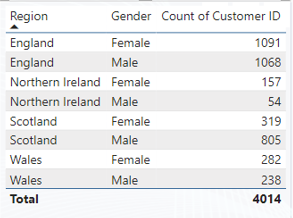 Region Gender Count of Customer ID
England Female 1091
England Male 1068
Northern Ireland Female 157
Northern Ireland Male 54
Scotland Female 319
Scotland Male 805
Wales Female 282
Wales Male 238
Total 4014